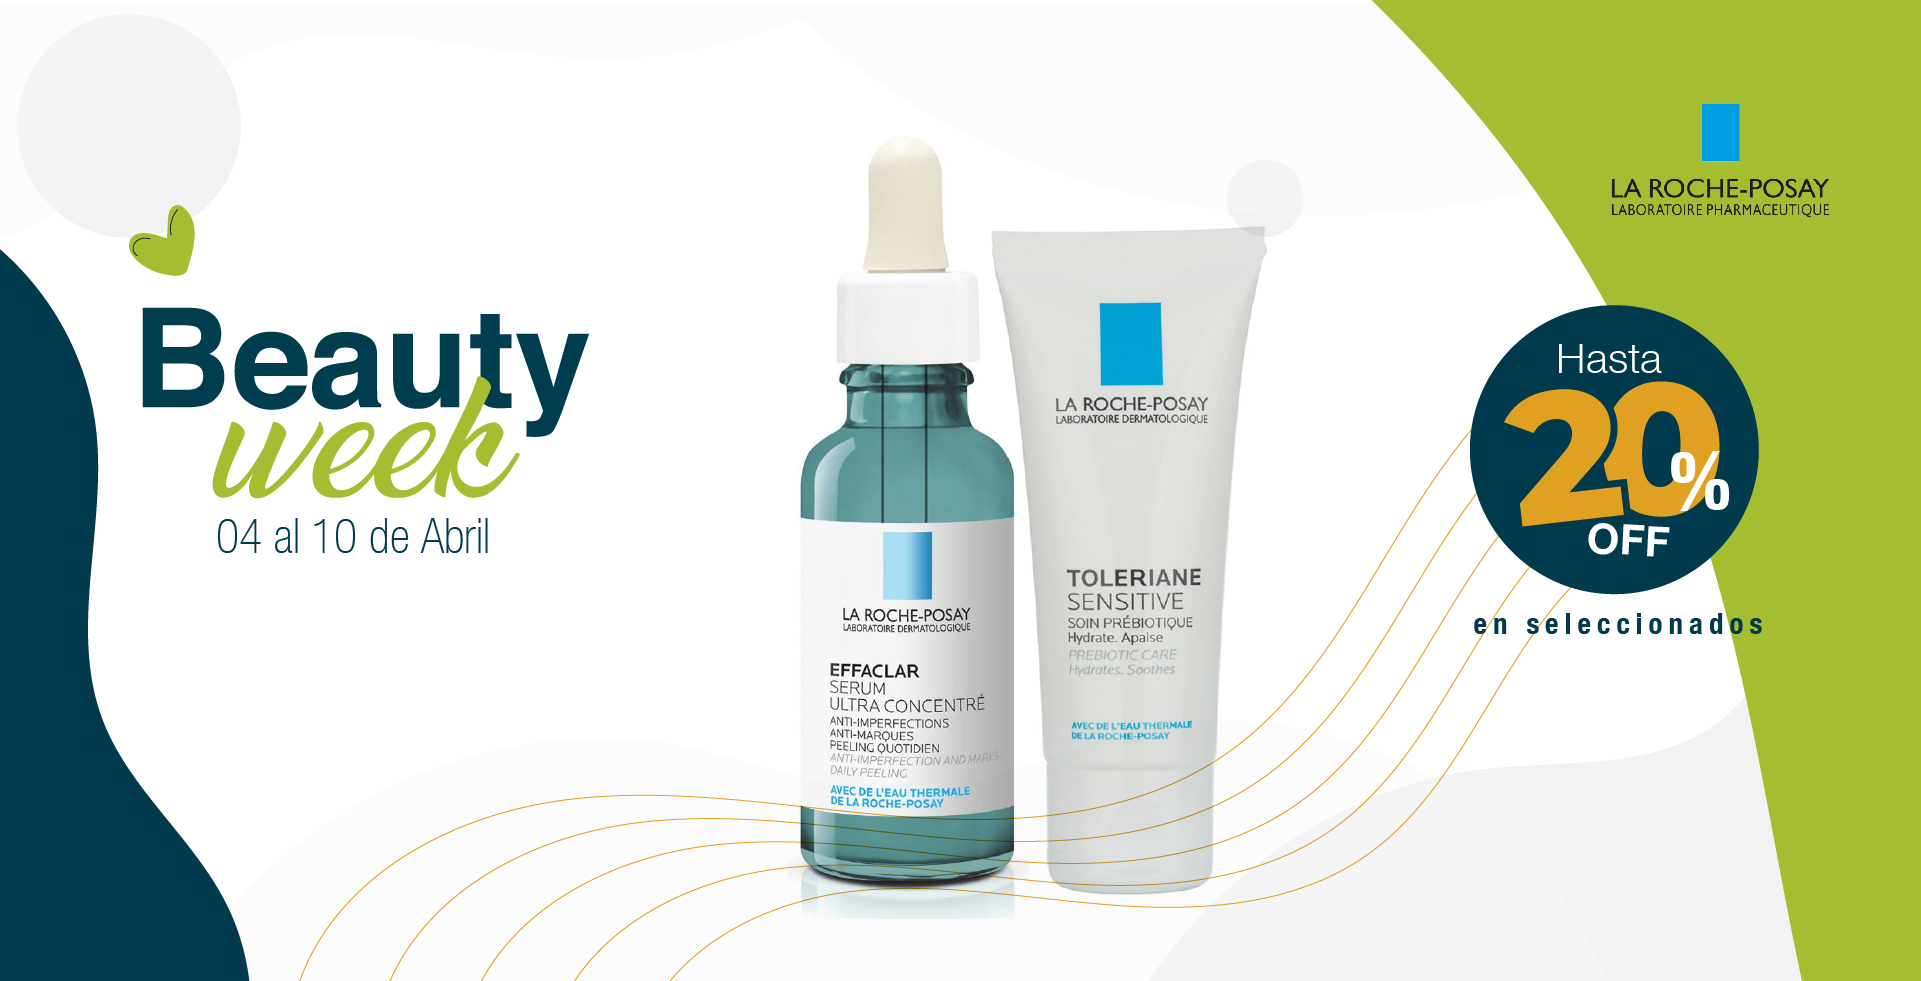 Beauty
week
04 al 10 de Abril
LA ROCHE-POSAY
LABORATOIRE DERMATOLOGIQUE
EFFACLAR
SERUM
ULTRA CONCENTRÉ
ANTI-IMPERFECTIONS
ANTI-MARQUES
PEELING QUOTIDIEN
ANTI-IMPERFECTION AND MARKS
DAILY PEELING
AVEC DE L'EAU THERMALE
DE LA ROCHE-POSAY
LA ROCHE-POSAY
LABORATOIRE DERMATOLOGIQUE
TOLERIANE
SENSITIVE
SOIN PRÉBIOTIQUE
Hydrate. Apaise
PREBIOTIC CARE
Hydrates. Soothes
AVEC DE L'EAU THERMALE
DE LA ROCHE-POSAY
LA ROCHE-POSAY
LABORATOIRE PHARMACEUTIQUE
Hasta
20%
OFF
en seleccionados